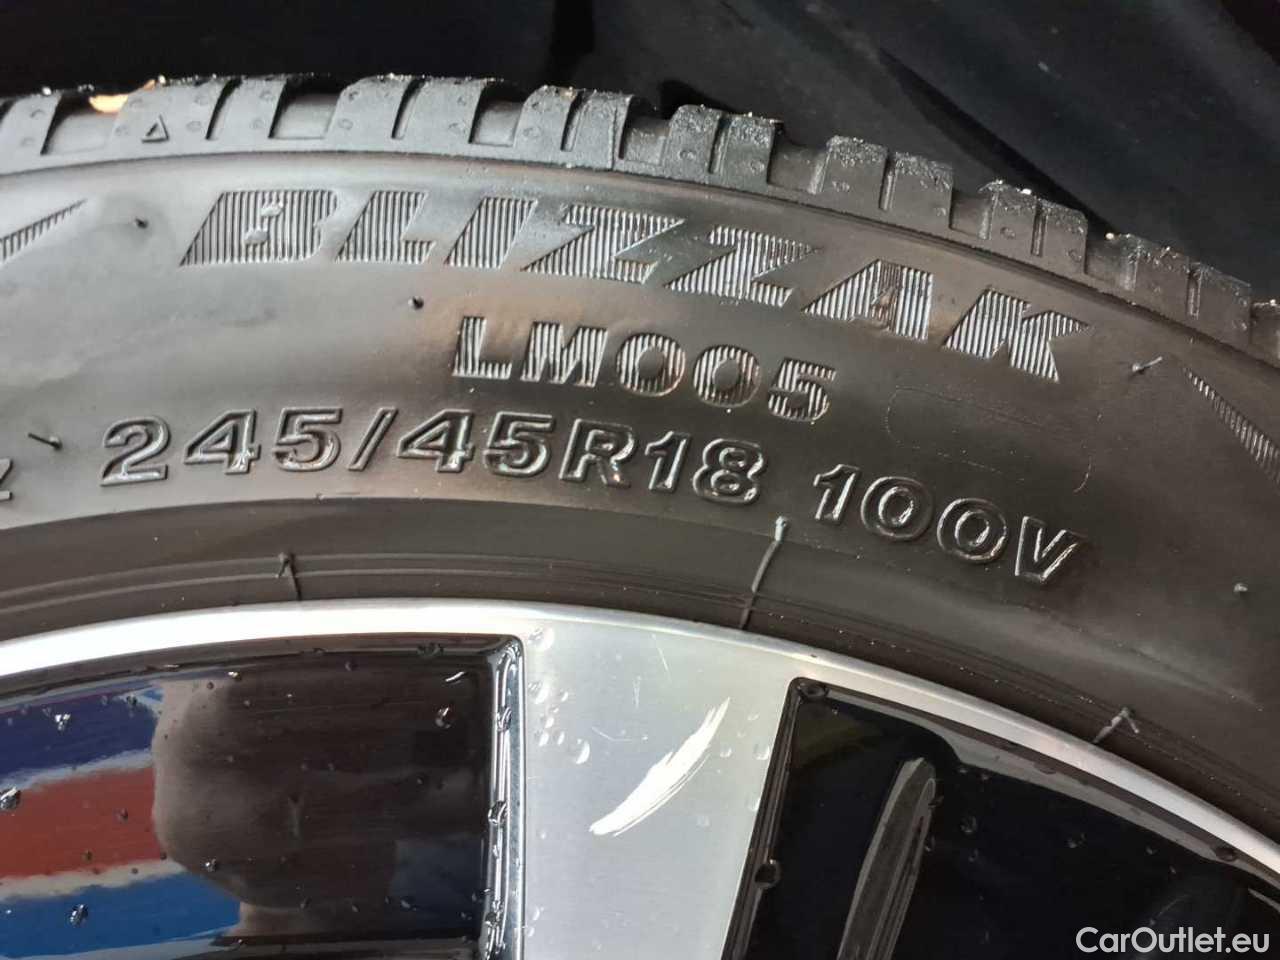 BLIZZAK
LM005
245/45R18 100V
CarOutlet.eu